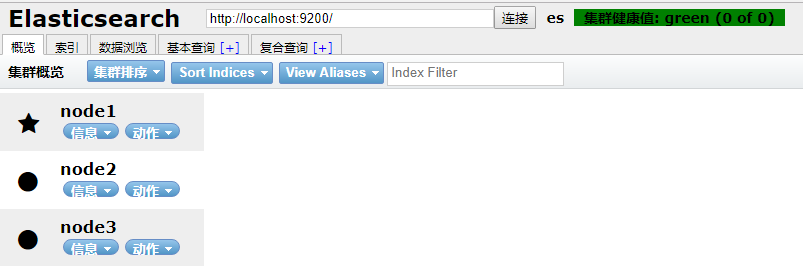 Elasticsearch http://localhost:9200/ 连接 es 集群健康值: green (0 of 0)
概览 索引 数据浏览 基本查询 [+] 复合查询 [+]
集群概览 集群排序 Sort Indices View Aliases Index Filter
node1
信息 动作
node2
信息 动作
node3
信息 动作